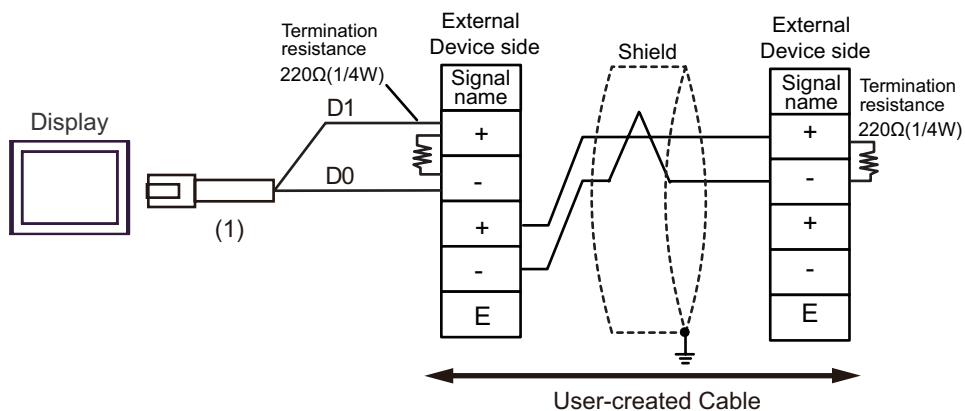 Display
(1)
D1
D0
Termination
resistance
220Ω(1/4W)
External
Device side
Signal
name
+
-
+
-
E
Shield
External
Device side
Signal
name
+
-
+
-
E
Termination
resistance
220Ω(1/4W)
User-created Cable